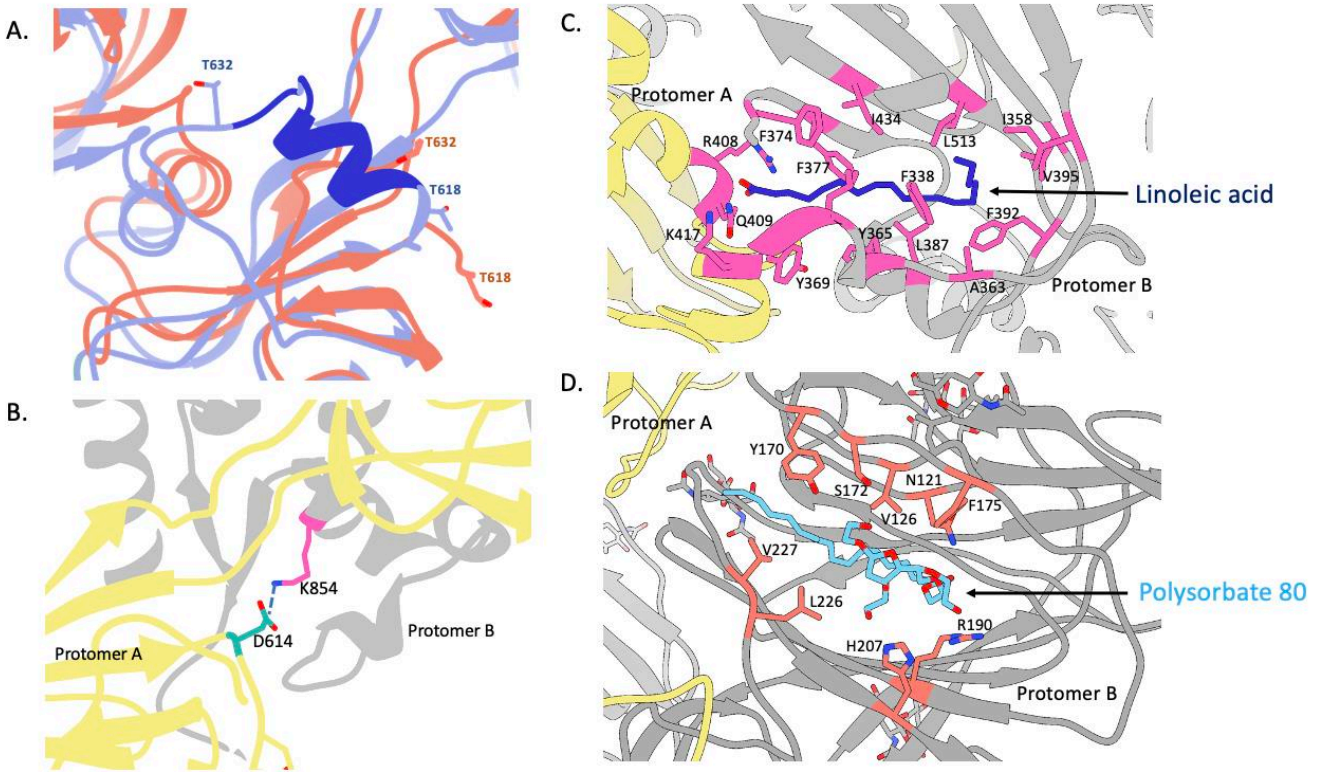 A.
T632
T632
T618
T618
B.
K854
D614
Protomer A
Protomer B
C.
Protomer A
I434
I358
R408
F374
L513
F377
F338
V395
Linoleic acid
Q409
F392
K417
Y365
L387
Y369
A363
Protomer B
D.
Protomer A
Y170
S172
N121
V126
F175
V227
Polysorbate 80
L226
R190
H207
Protomer B